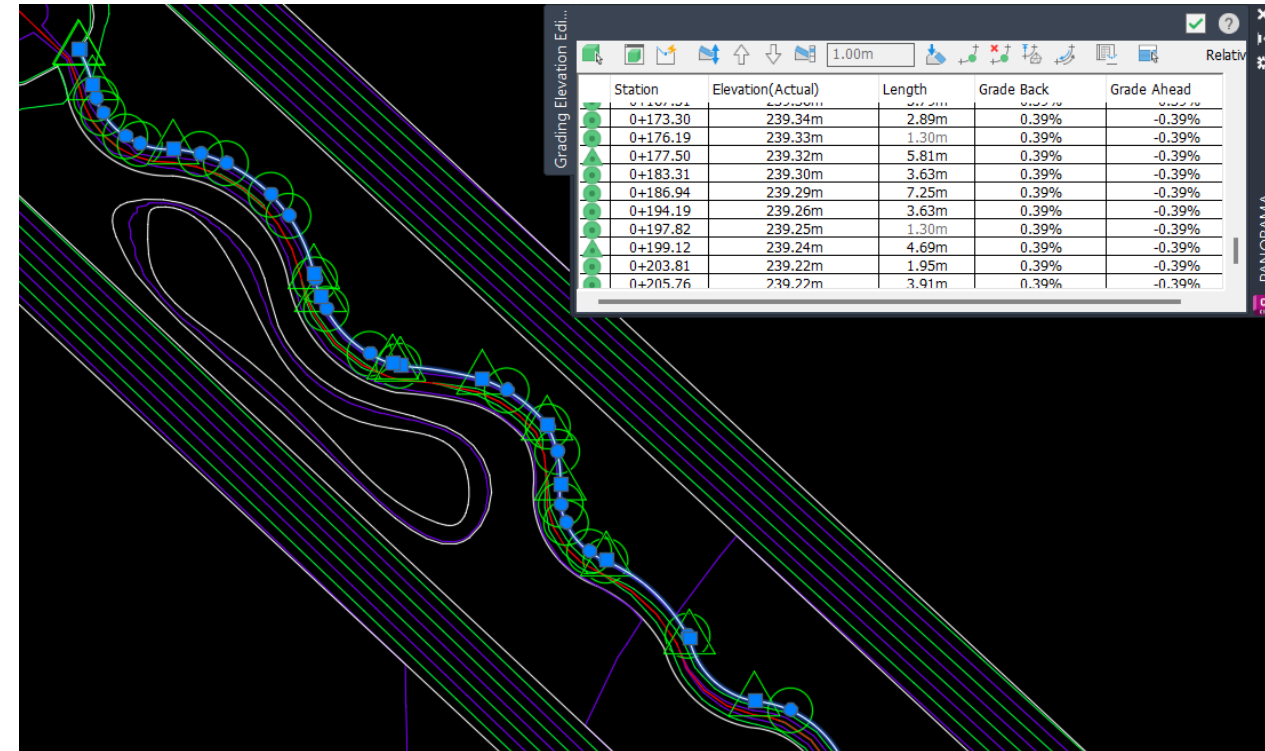 Grading Elevation Edi...
1.00m
Relativ
Station Elevation(Actual) Length Grade Back Grade Ahead
0+173.30 239.34m 2.89m 0.39% -0.39%
0+176.19 239.33m 1.30m 0.39% -0.39%
0+177.50 239.32m 5.81m 0.39% -0.39%
0+183.31 239.30m 3.63m 0.39% -0.39%
0+186.94 239.29m 7.25m 0.39% -0.39%
0+194.19 239.26m 3.63m 0.39% -0.39%
0+197.82 239.25m 1.30m 0.39% -0.39%
0+199.12 239.24m 4.69m 0.39% -0.39%
0+203.81 239.22m 1.95m 0.39% -0.39%
0+205.76 239.22m 3.91m 0.39% -0.39%
PANORAMA